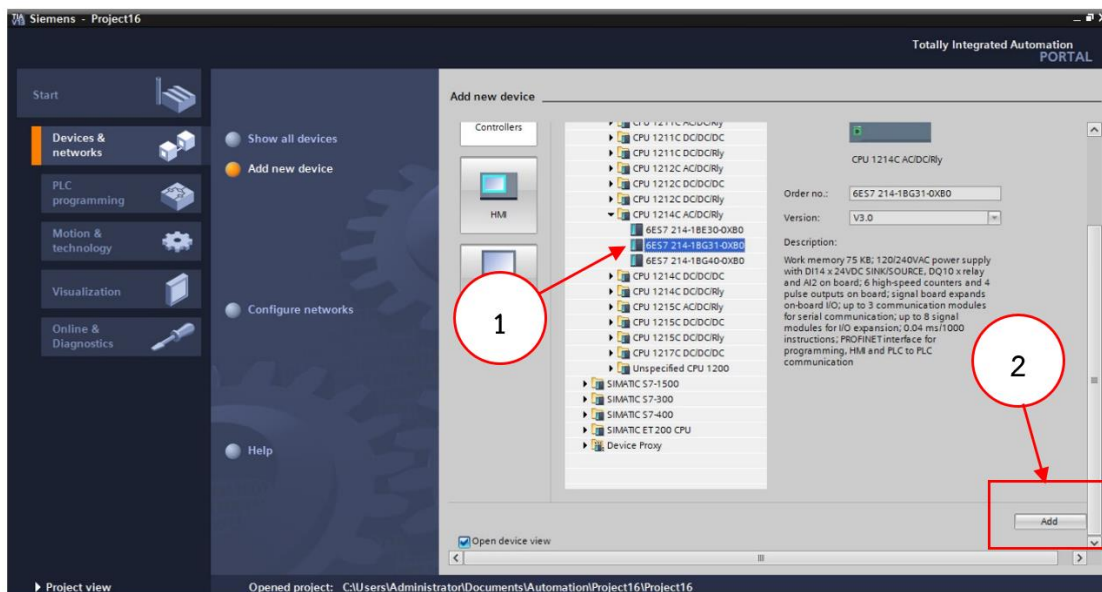 Siemens - Project16
Totally Integrated Automation
PORTAL
Start
Devices &
networks
PLC
programming
Motion &
technology
Visualization
Online &
Diagnostics
Show all devices
Add new device
Configure networks
Help
Add new device
Controllers
HMI
CPU 1211C AC/DC/Rly
CPU 1211C DC/DC/DC
CPU 1211C DC/DC/Rly
CPU 1212C AC/DC/Rly
CPU 1212C DC/DC/DC
CPU 1212C DC/DC/Rly
CPU 1214C AC/DC/Rly
6ES7 214-1BE30-0XB0
6ES7 214-1BG31-0XB0
6ES7 214-1BG40-0XB0
CPU 1214C DC/DC/DC
CPU 1214C DC/DC/Rly
CPU 1215C AC/DC/Rly
CPU 1215C DC/DC/DC
CPU 1215C DC/DC/Rly
CPU 1217C DC/DC/DC
Unspecified CPU 1200
SIMATIC S7-1500
SIMATIC S7-300
SIMATIC S7-400
SIMATIC ET 200 CPU
Device Proxy
1
CPU 1214C AC/DC/Rly
Order no.: 6ES7 214-1BG31-0XB0
Version: V3.0
Description:
Work memory 75 KB; 120/240VAC power supply
with DI14 x 24VDC SINK/SOURCE, DQ10 x relay
and AI2 on board; 6 high-speed counters and 4
pulse outputs on board; signal board expands
on-board I/O; up to 3 communication modules
for serial communication; up to 8 signal
modules for I/O expansion; 0.04 ms/1000
instructions; PROFINET interface for
programming, HMI and PLC to PLC
communication
2
Add
Open device view
Project view
Opened project: C:\Users\Administrator\Documents\Automation\Project16\Project16